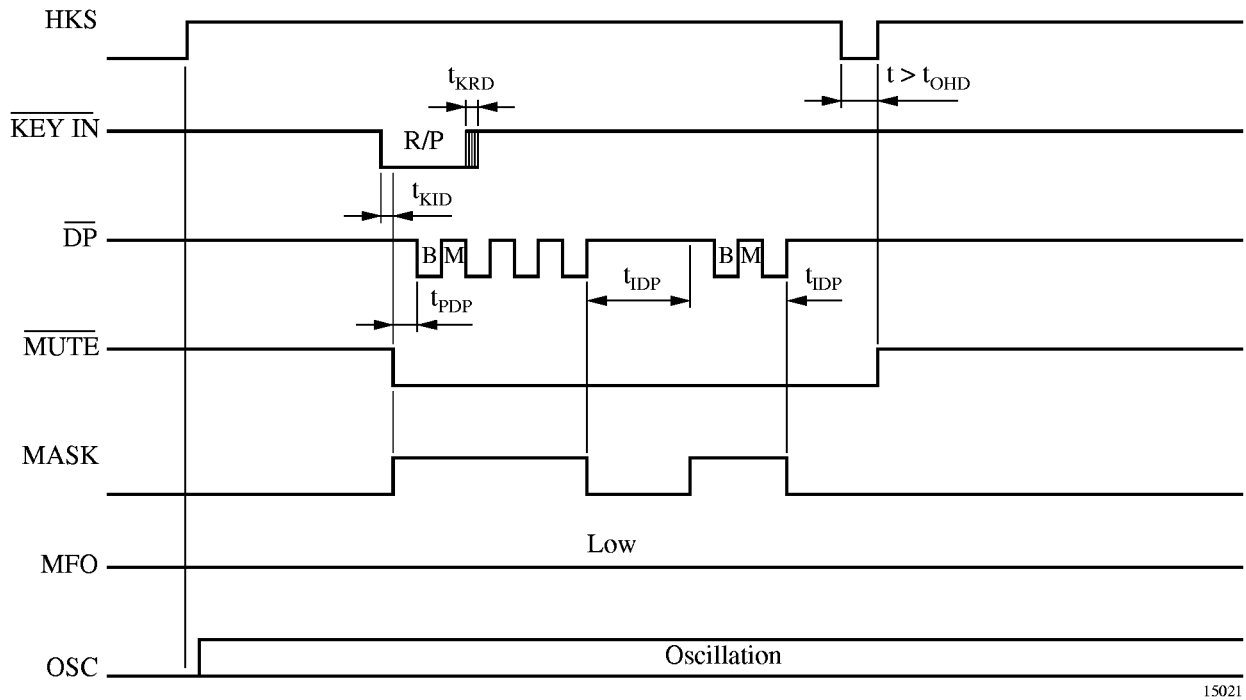 HKS
t > tOHD
tKRD
KEY IN
R/P
tKID
DP
B M
B M
tIDP
tIDP
tPDP
MUTE
MASK
Low
MFO
Oscillation
OSC
15021